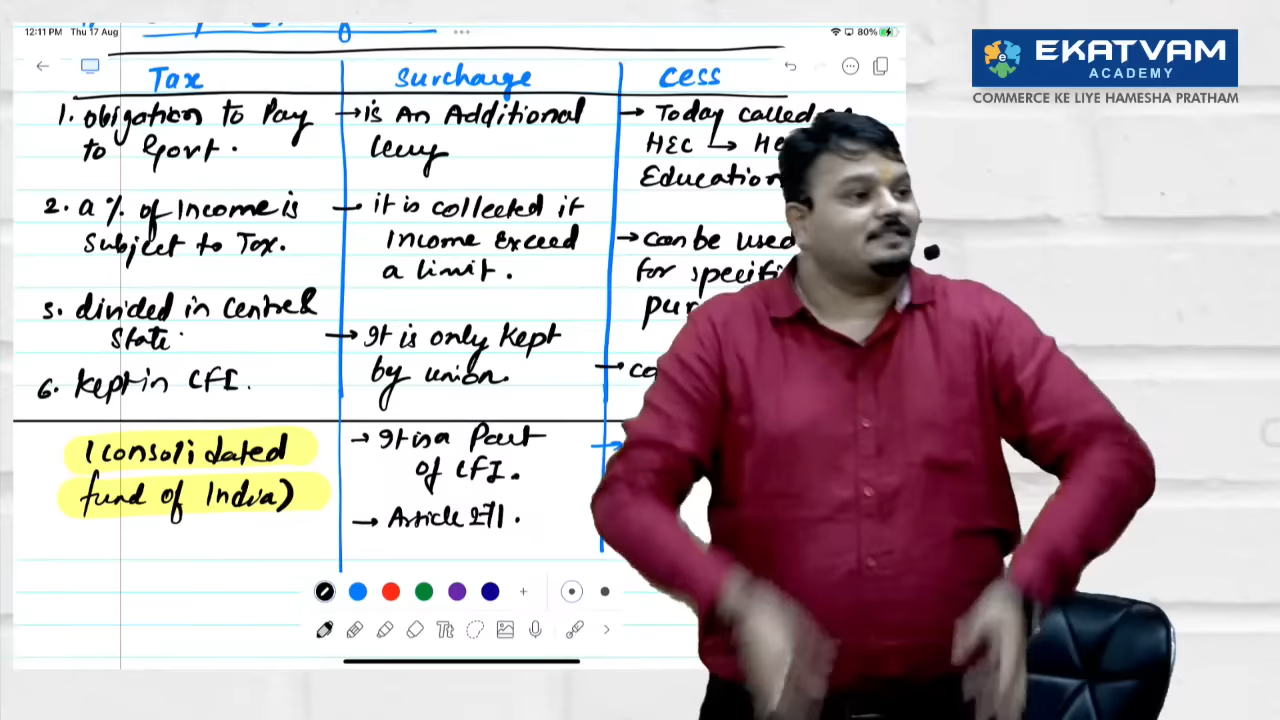 12:11 PM Thu 17 Aug
80%
EKATVAM
ACADEMY
COMMERCE KE LIYE HAMESHA PRATHAM
Tax
Surcharge
Cess
1. obligation to Pay
to Govt.
2. a % of Income is
Subject to Tax.
5. divided in Centre &
State
6. kept in CFI.
(Consolidated
fund of India)
→ is An Additional
levy
→ it is collected if
Income Exceed
a limit.
→ It is only kept
by union.
→ It is a Part
of CFI.
→ Article 271.
→ Today called
HEC →
Education
→ can be used
for
→
Tt